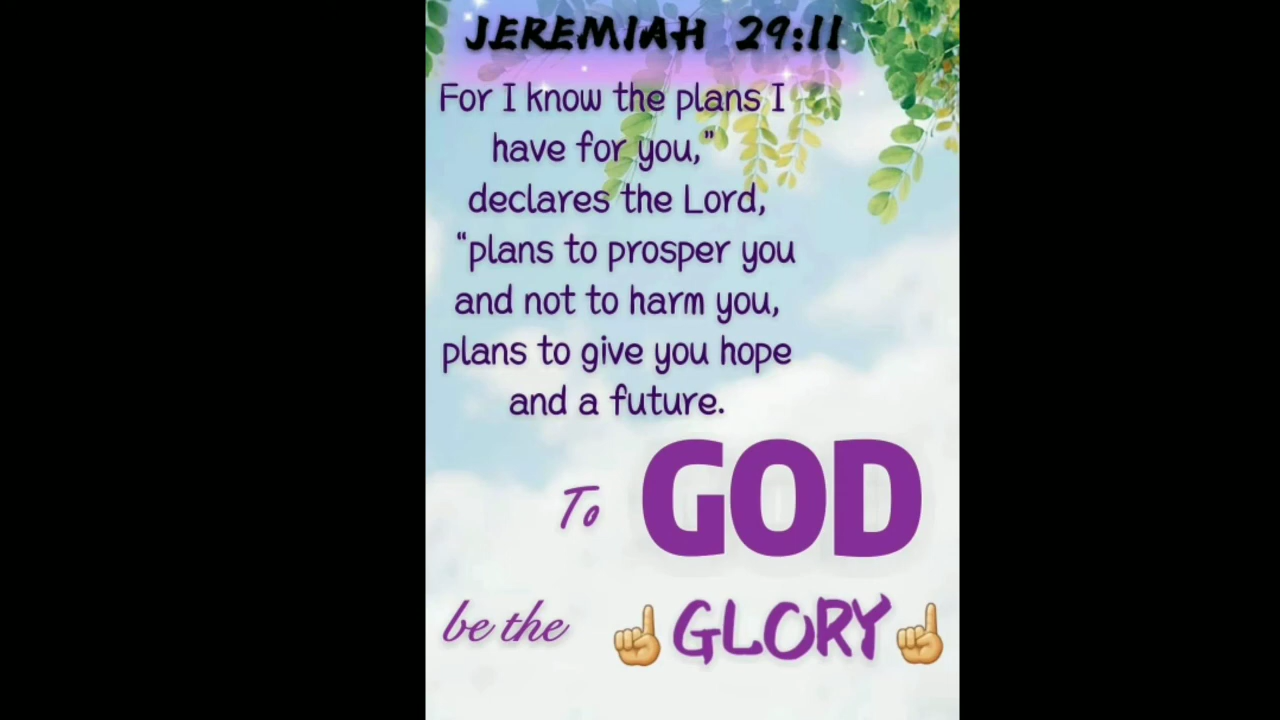 JEREMIAH 29:11
For I know the plans I
have for you,”
declares the Lord,
“plans to prosper you
and not to harm you,
plans to give you hope
and a future.
To GOD
be the ☝GLORY☝